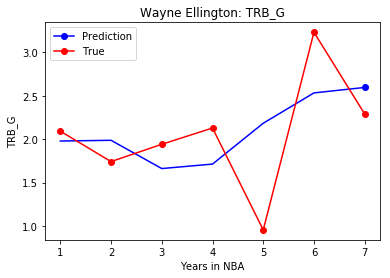 Wayne Ellington: TRB_G
Prediction
True
3.0
2.5
2.0
1.5
1.0
TRB_G
1 2 3 4 5 6 7
Years in NBA